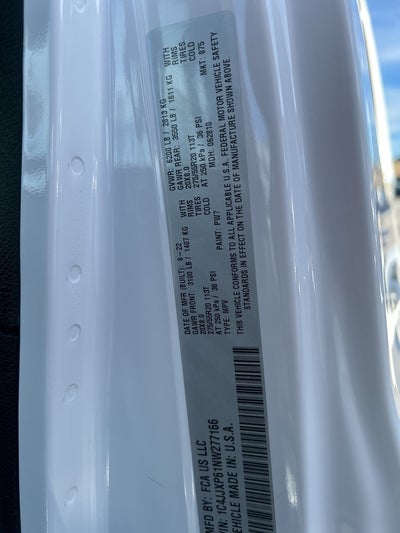 MFD BY: FCA US LLC
VIN: 1C4JJXP61NW277166
VEHICLE MADE IN: U.S.A.
DATE OF MFR (BUILT): 6-22
GAWR FRONT: 3100 LB / 1407 KG WITH
20X8.0 RIMS
275/55R20 113T TIRES
AT 250 kPa / 36 PSI COLD
TYPE: MPV PAINT: PW7
GVWR: 6200 LB / 2813 KG
GAWR REAR: 3550 LB / 1611 KG WITH
20X8.0 RIMS
275/55R20 113T TIRES
AT 250 kPa / 36 PSI COLD
MDH: 062810 MKT: 875
THIS VEHICLE CONFORMS TO ALL APPLICABLE U.S.A. FEDERAL MOTOR VEHICLE SAFETY
STANDARDS IN EFFECT ON THE DATE OF MANUFACTURE SHOWN ABOVE.